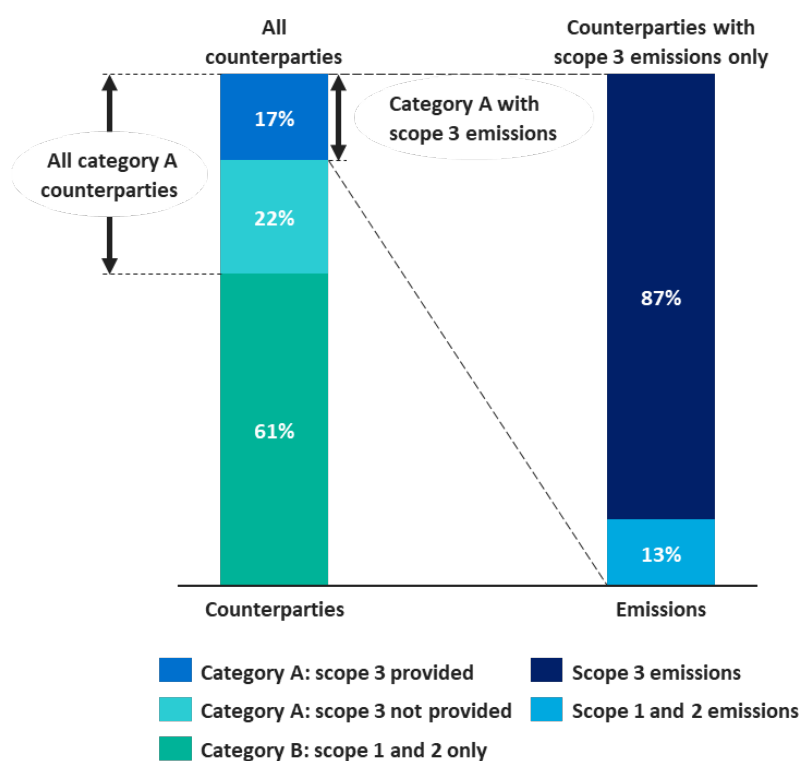 All
counterparties
Counterparties with
scope 3 emissions only
17%
Category A with
scope 3 emissions
All category A
counterparties
22%
87%
61%
13%
Counterparties
Emissions
Category A: scope 3 provided
Scope 3 emissions
Category A: scope 3 not provided
Scope 1 and 2 emissions
Category B: scope 1 and 2 only